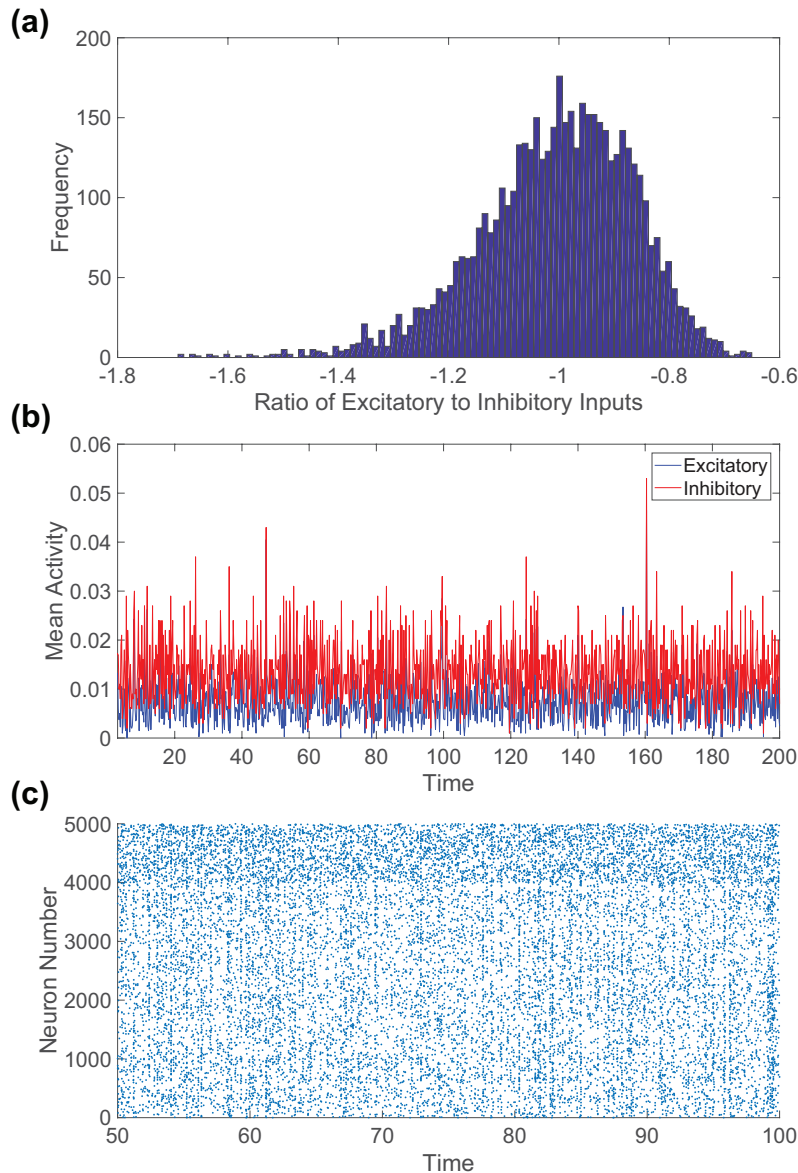 (a)
200
150
100
50
0
Frequency
-1.8 -1.6 -1.4 -1.2 -1 -0.8 -0.6
Ratio of Excitatory to Inhibitory Inputs
(b)
0.06
0.05
0.04
0.03
0.02
0.01
0
Mean Activity
Excitatory
Inhibitory
20 40 60 80 100 120 140 160 180 200
Time
(c)
5000
4000
3000
2000
1000
0
Neuron Number
50 60 70 80 90 100
Time